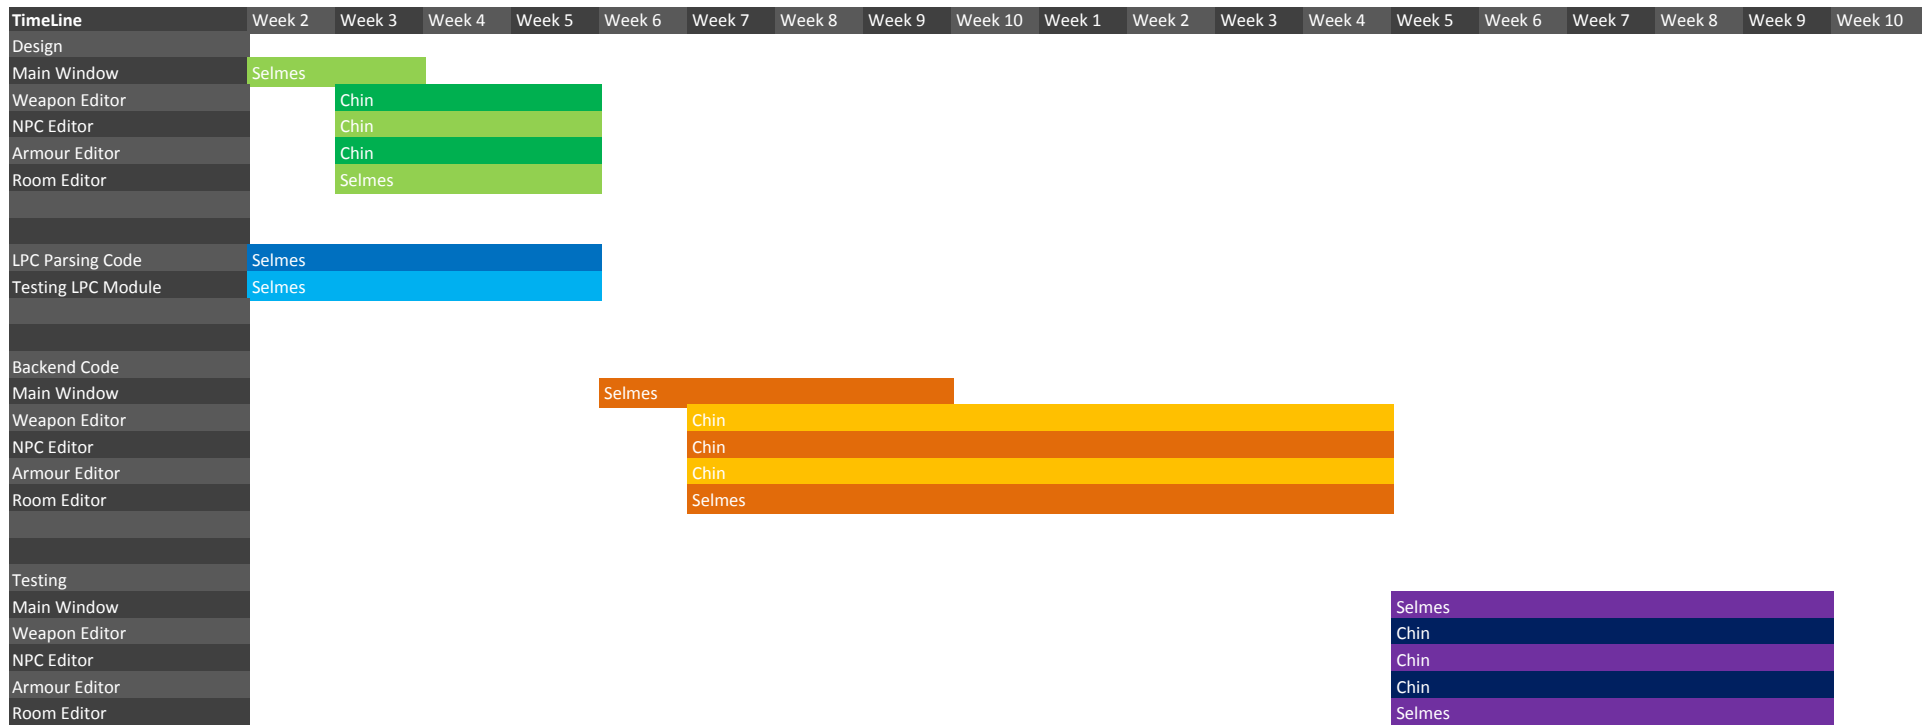 TimeLine Week 2 Week 3 Week 4 Week 5 Week 6 Week 7 Week 8 Week 9 Week 10 Week 1 Week 2 Week 3 Week 4 Week 5 Week 6 Week 7 Week 8 Week 9 Week 10
Design
Main Window Selmes
Weapon Editor Chin
NPC Editor Chin
Armour Editor Chin
Room Editor Selmes
LPC Parsing Code Selmes
Testing LPC Module Selmes
Backend Code
Main Window Selmes
Weapon Editor Chin
NPC Editor Chin
Armour Editor Chin
Room Editor Selmes
Testing
Main Window Selmes
Weapon Editor Chin
NPC Editor Chin
Armour Editor Chin
Room Editor Selmes